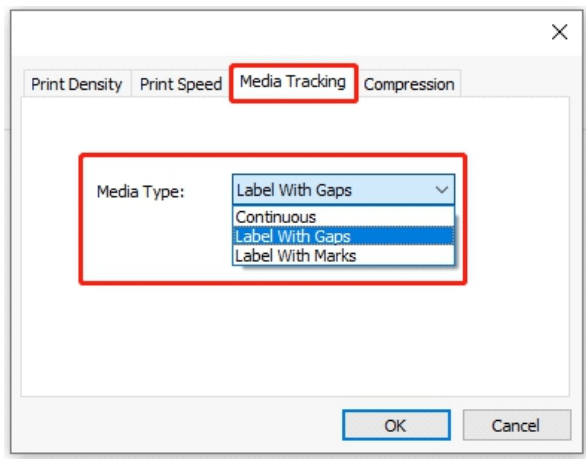 Print Density Print Speed Media Tracking Compression
Media Type: Label With Gaps
Continuous
Label With Gaps
Label With Marks
OK Cancel